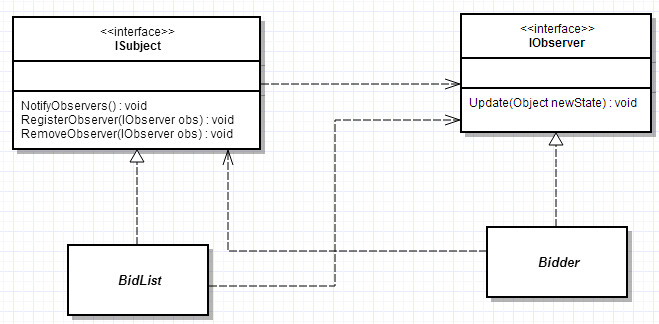 <<interface>>
ISubject
NotifyObservers() : void
RegisterObserver(IObserver obs) : void
RemoveObserver(IObserver obs) : void
<<interface>>
IObserver
Update(Object newState) : void
BidList
Bidder